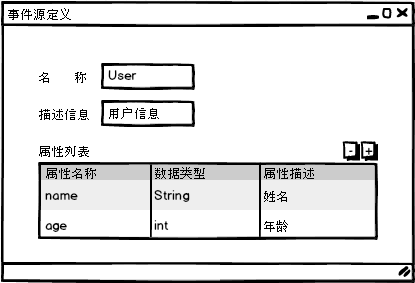 事件源定义
名 称 User
描述信息 用户信息
属性列表 - +
属性名称 数据类型 属性描述
name String 姓名
age int 年龄